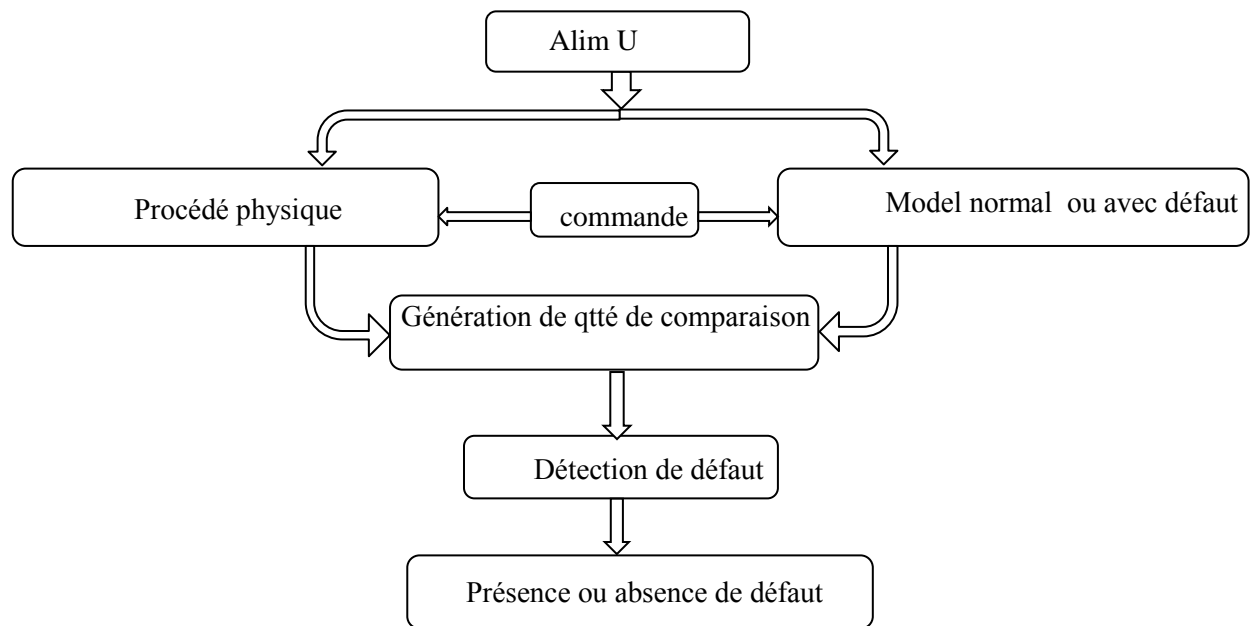 Alim U
Procédé physique
commande
Model normal ou avec défaut
Génération de qtté de comparaison
Détection de défaut
Présence ou absence de défaut